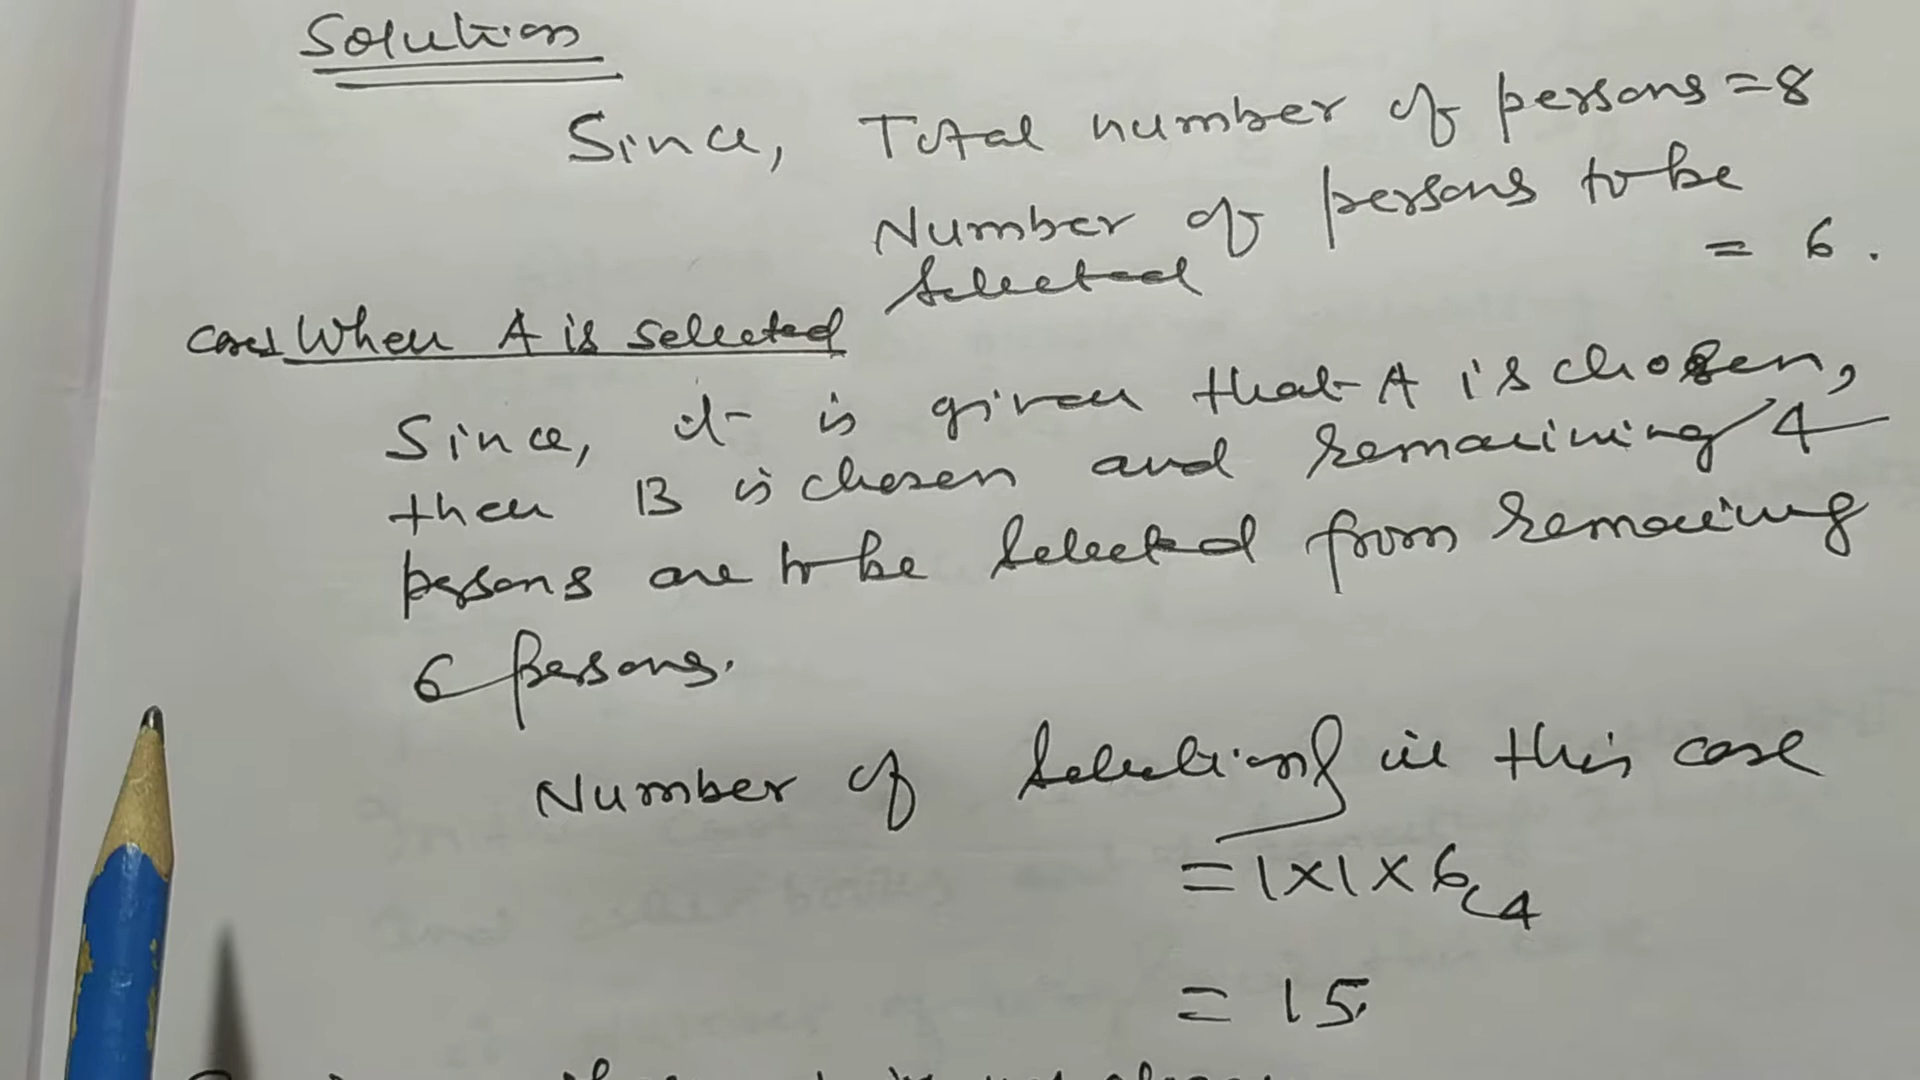 Solution
Since, Total number of persons = 8
Number of persons to be
selected = 6.
Case1 When A is selected
Since, it is given that A is chosen,
then B is chosen and remaining 4
persons are to be selected from remaining
6 persons.
Number of selections in this case
= 1×1×6C4
= 15